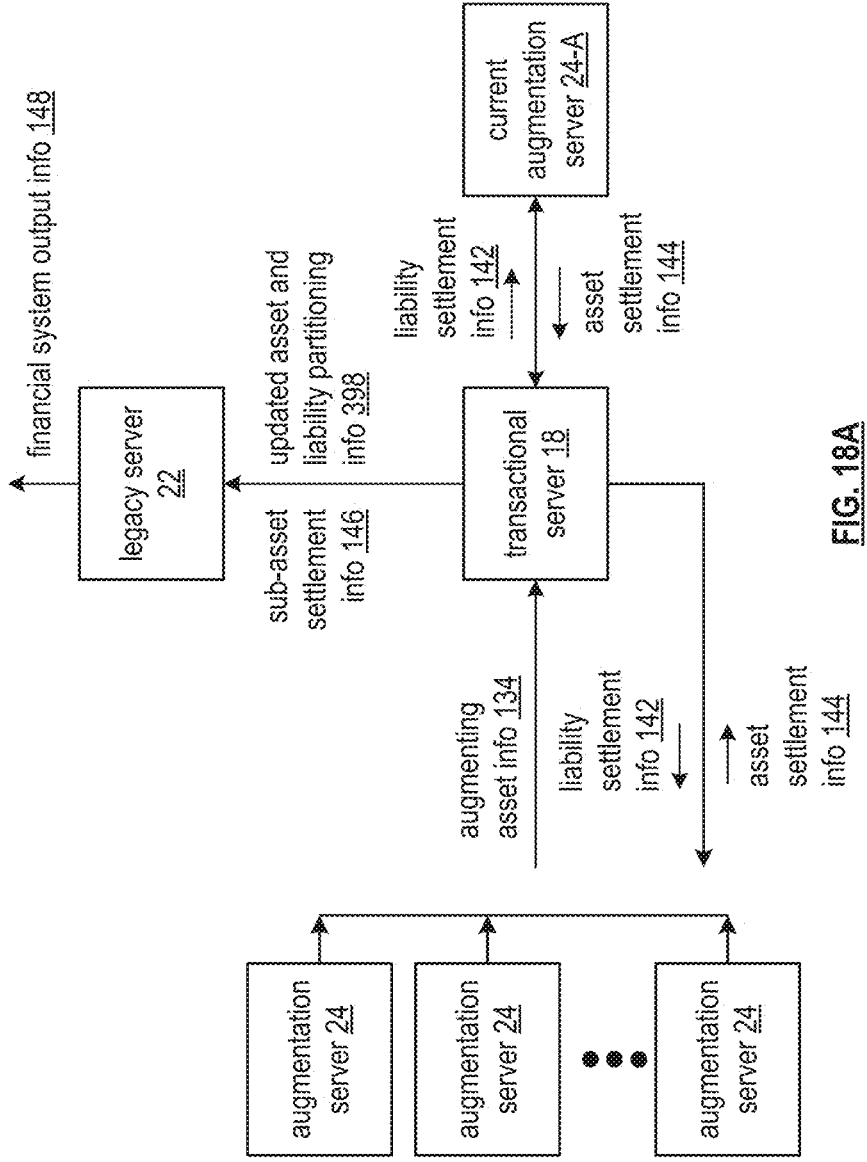 financial system output info 148
legacy server
22
sub-asset
settlement
info 146
updated asset and
liability partitioning
info 398
augmenting
asset info 134
transactional
server 18
liability
settlement
info 142
asset
settlement
info 144
current
augmentation
server 24-A
augmentation
server 24
augmentation
server 24
augmentation
server 24
liability
settlement
info 142
asset
settlement
info 144
FIG. 18A